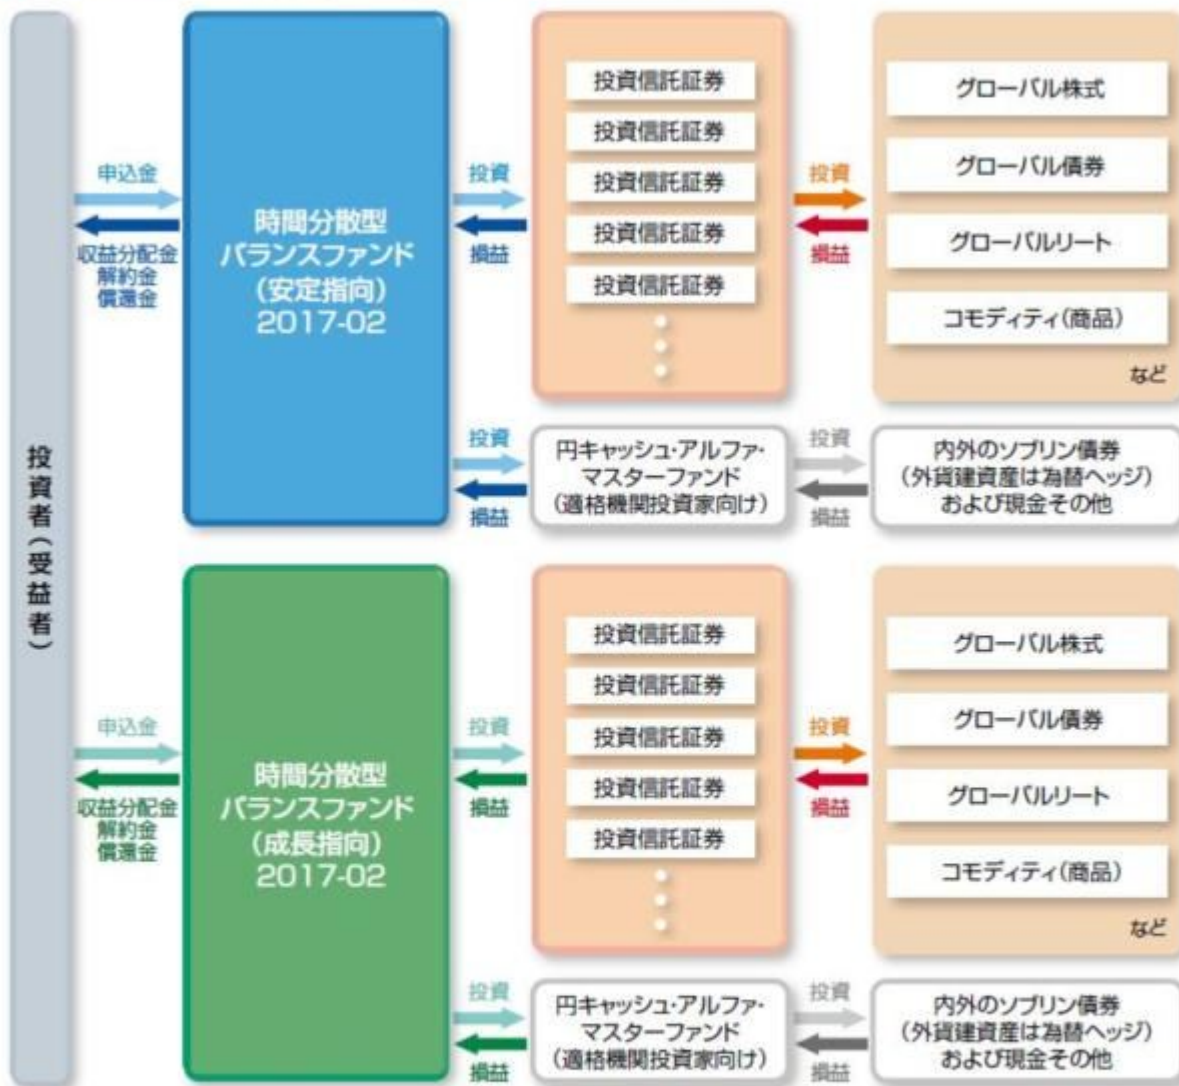 投資者(受益者)
申込金
収益分配金
解約金
償還金
時間分散型
バランスファンド
(安定指向)
2017-02
投資
損益
投資信託証券
投資信託証券
投資信託証券
投資信託証券
投資信託証券
投資
損益
グローバル株式
グローバル債券
グローバルリート
コモディティ(商品)
など
投資
損益
円キャッシュ・アルファ・
マスターファンド
(適格機関投資家向け)
投資
損益
内外のソブリン債券
(外貨建資産は為替ヘッジ)
および現金その他
申込金
収益分配金
解約金
償還金
時間分散型
バランスファンド
(成長指向)
2017-02
投資
損益
投資信託証券
投資信託証券
投資信託証券
投資信託証券
投資信託証券
投資
損益
グローバル株式
グローバル債券
グローバルリート
コモディティ(商品)
など
投資
損益
円キャッシュ・アルファ・
マスターファンド
(適格機関投資家向け)
投資
損益
内外のソブリン債券
(外貨建資産は為替ヘッジ)
および現金その他